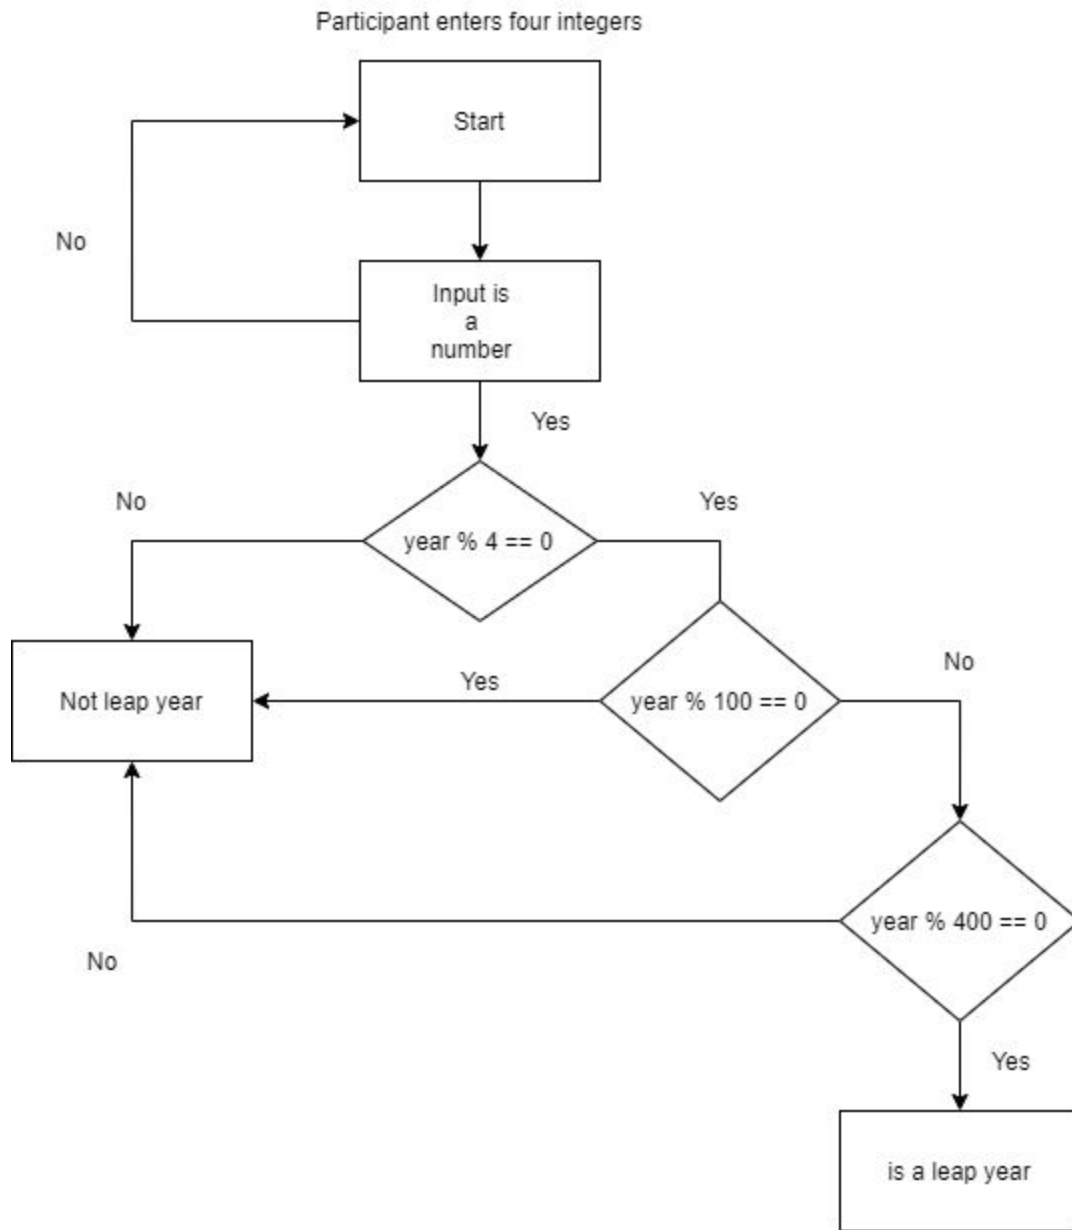 Participant enters four integers
Start
No
Input is
a
number
Yes
No
Yes
year % 4 == 0
Not leap year
Yes
year % 100 == 0
No
year % 400 == 0
No
Yes
is a leap year